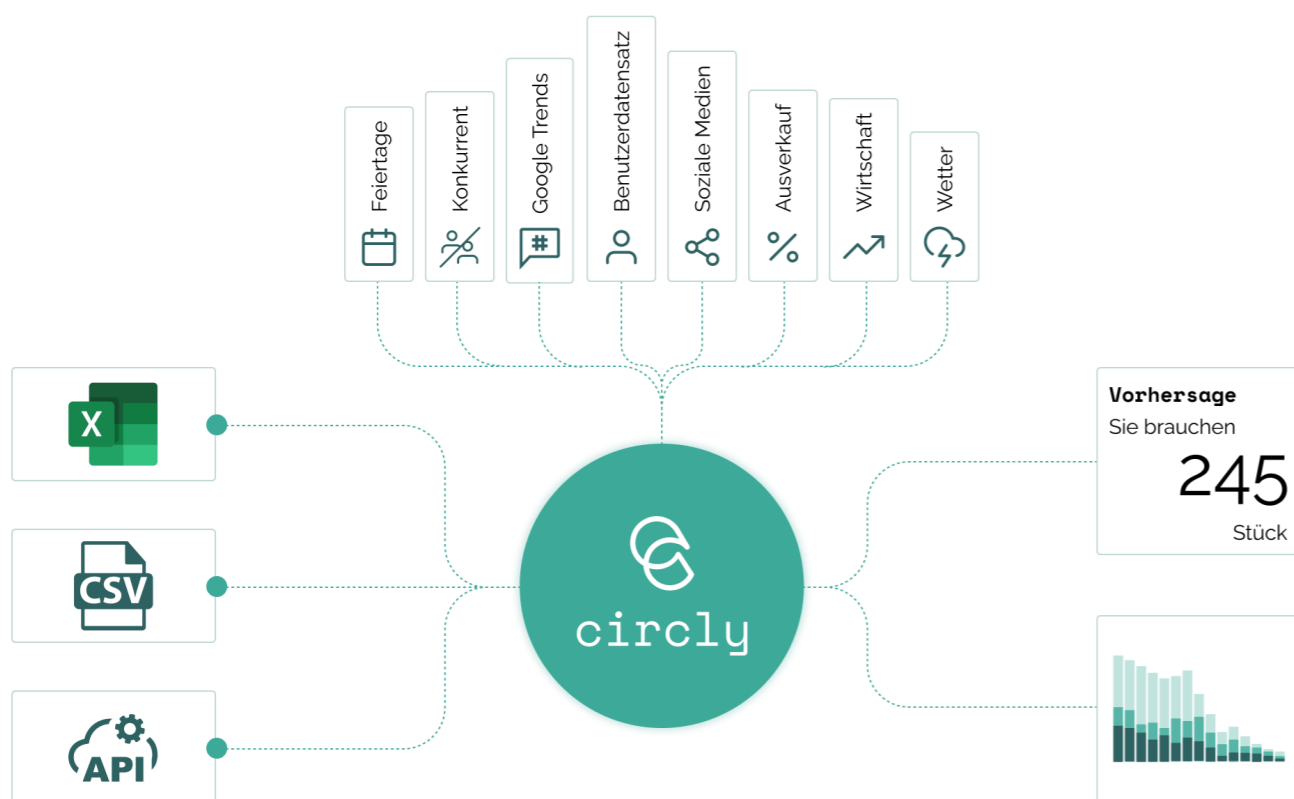 Feiertage
Konkurrent
Google Trends
Benutzerdatensatz
Soziale Medien
Ausverkauf
Wirtschaft
Wetter
#
%
X
CSV
API
circly
Vorhersage
Sie brauchen
245
Stück